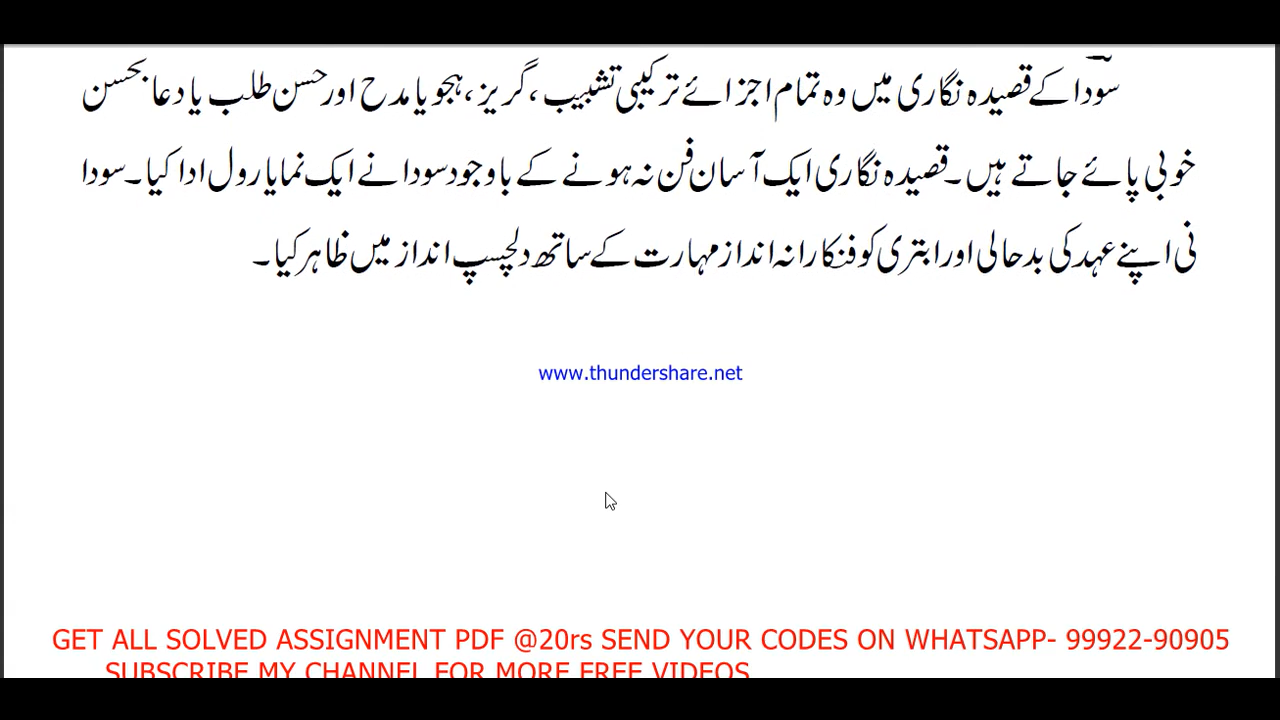 سودا کے قصیدہ نگاری میں وہ تمام اجزائے ترکیبی تشبیب ، گریز ، ہجو یا مدح اور حسن طلب یا دعا بحسن
خوبی پائے جاتے ہیں ۔ قصیدہ نگاری ایک آسان فن نہ ہونے کے باوجود سودا نے ایک نمایا رول ادا کیا ۔ سودا
نی اپنے عہد کی بدحالی اور ابتری کو فنکارانہ انداز مہارت کے ساتھ دلچسپ انداز میں ظاہر کیا ۔
www.thundershare.net
GET ALL SOLVED ASSIGNMENT PDF @20rs SEND YOUR CODES ON WHATSAPP- 99922-90905
SUBSCRIBE MY CHANNEL FOR MORE FREE VIDEOS